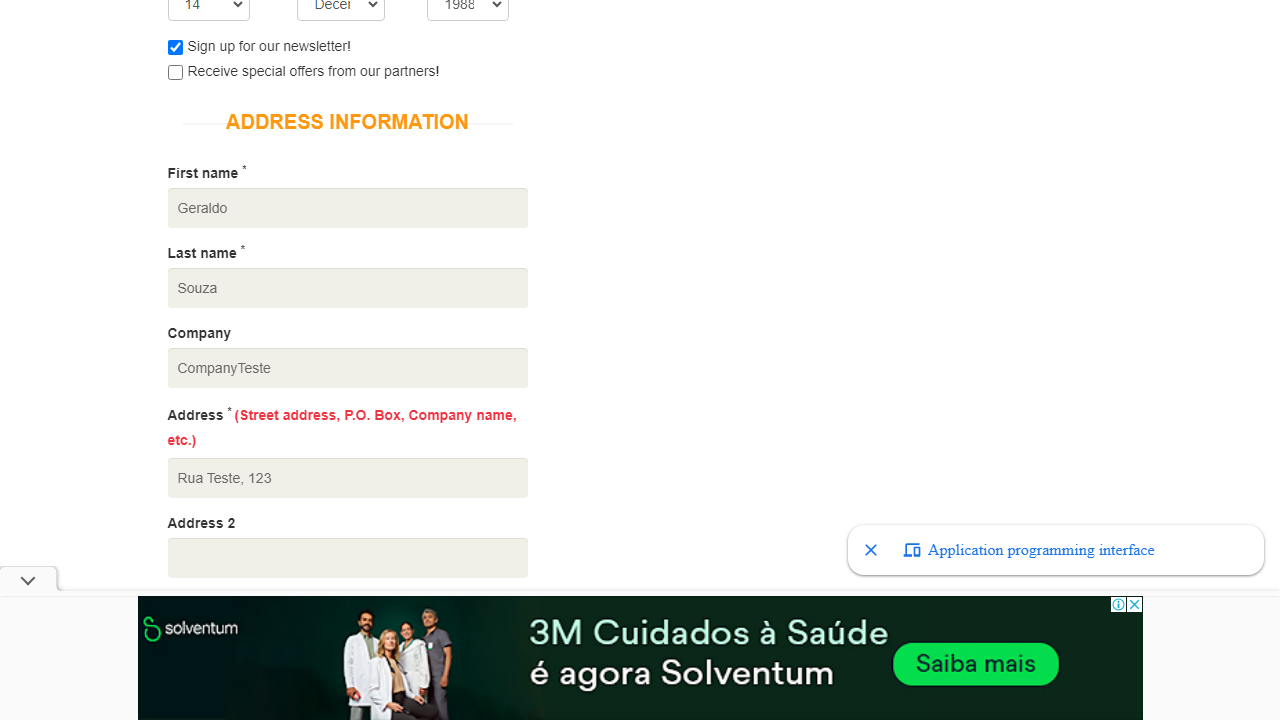 14 Decer 1988
Sign up for our newsletter!
Receive special offers from our partners!
ADDRESS INFORMATION
First name *
Geraldo
Last name *
Souza
Company
CompanyTeste
Address * (Street address, P.O. Box, Company name,
etc.)
Rua Teste, 123
Address 2
Application programming interface
solventum
3M Cuidados à Saúde
é agora Solventum
Saiba mais